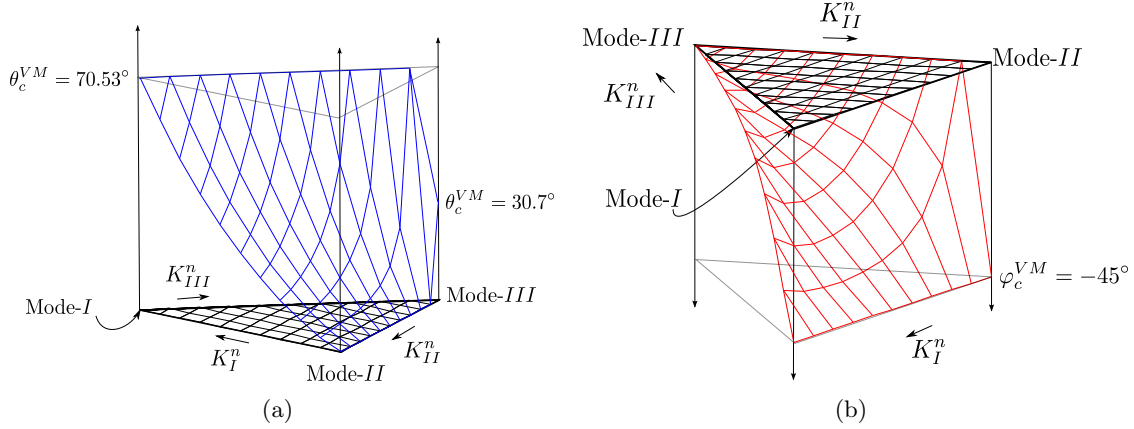 θ_c^{VM} = 70.53°
θ_c^{VM} = 30.7°
K_{III}^n
Mode-I
Mode-III
K_I^n
K_{II}^n
Mode-II
(a)
K_{II}^n
Mode-III
Mode-II
K_{III}^n
Mode-I
φ_c^{VM} = −45°
K_I^n
(b)